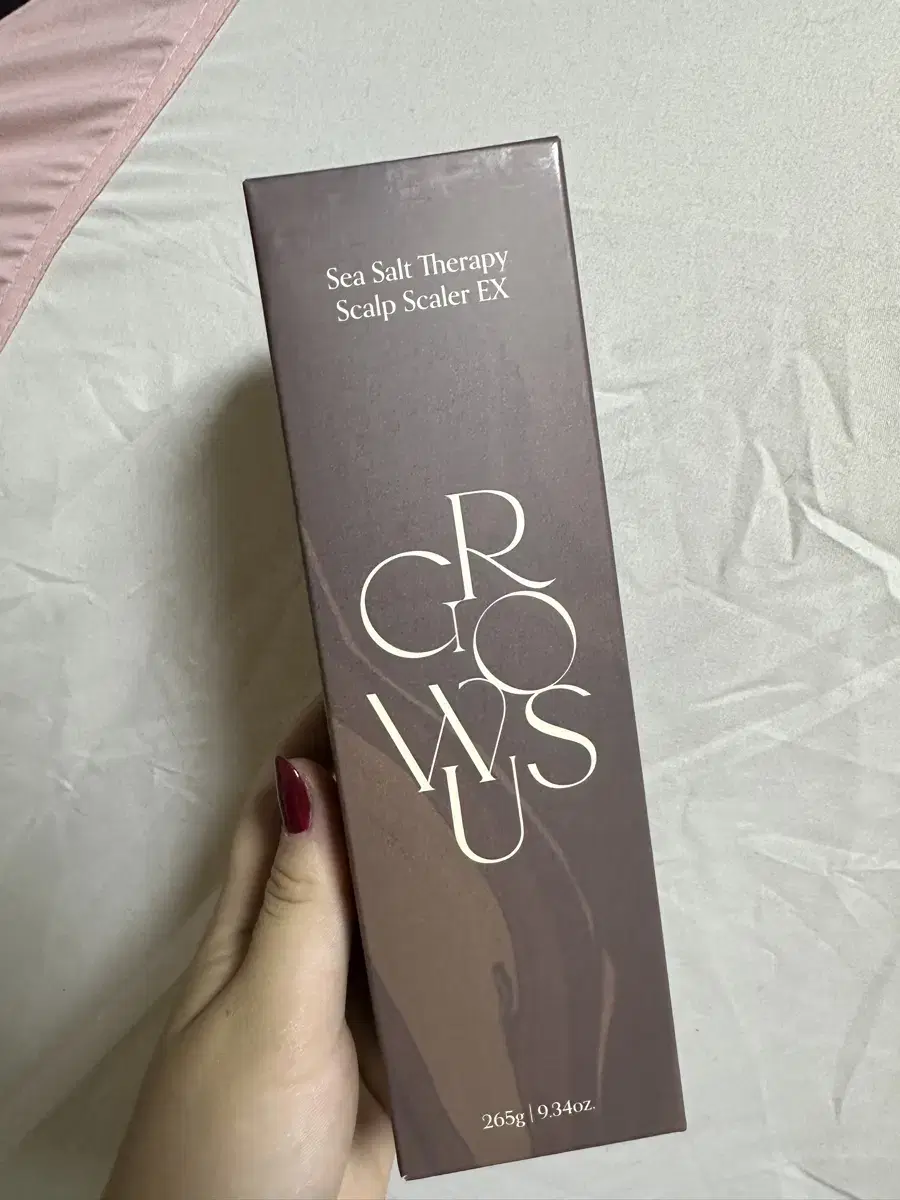 Sea Salt Therapy
Scalp Scaler EX
GROWUS
265g | 9.34oz.